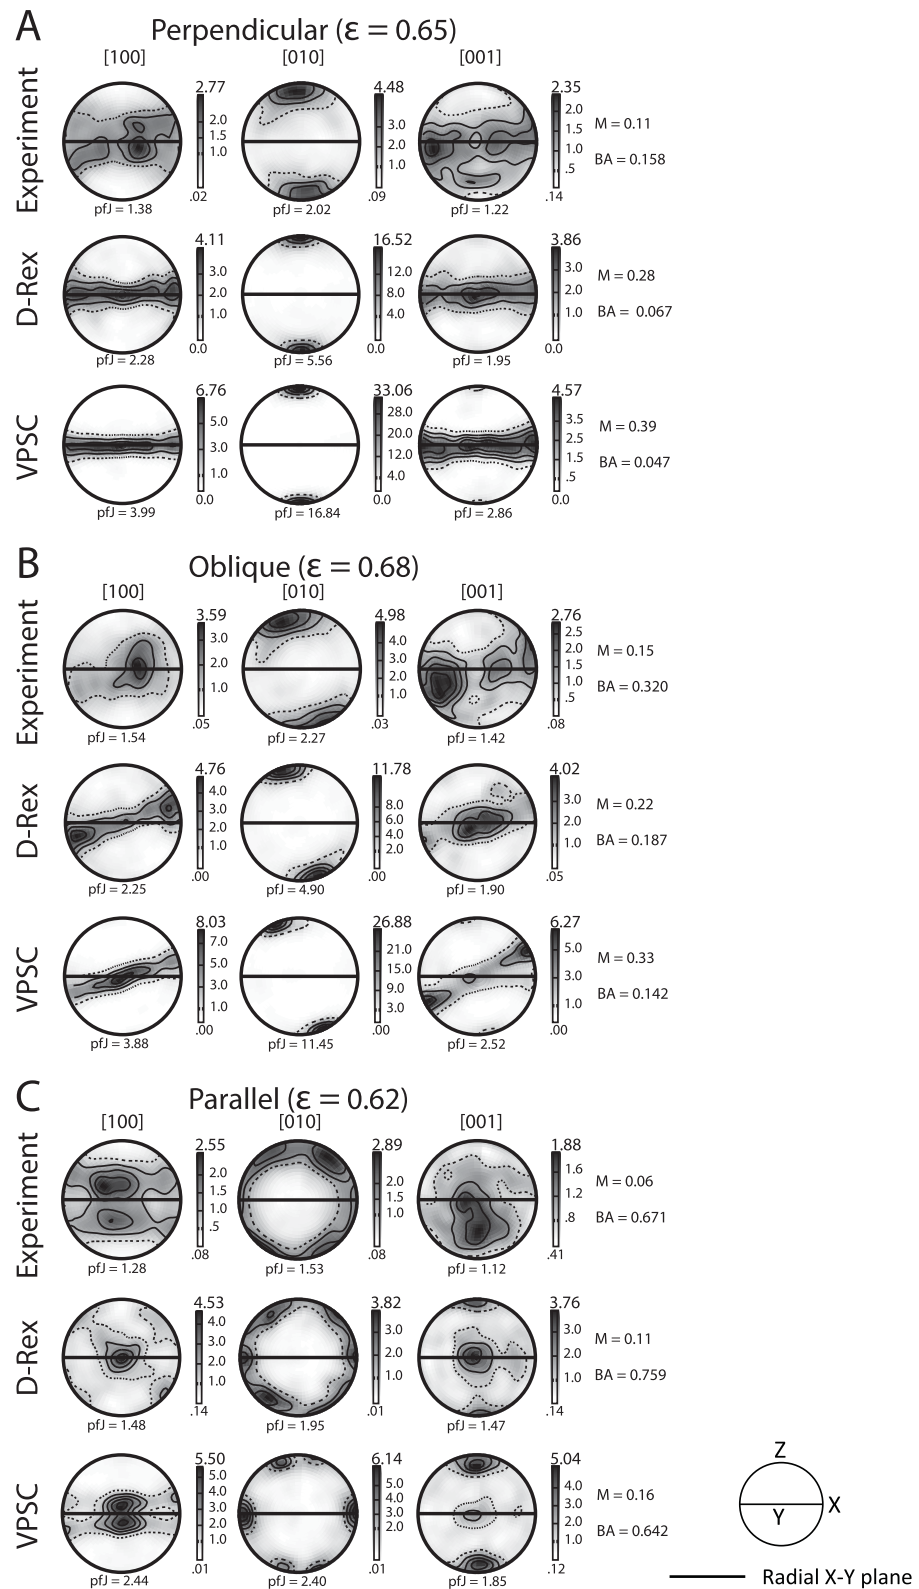 A Perpendicular (ε = 0.65)
[100] [010] [001]
Experiment
2.77 2.0 1.5 1.0 .02
4.48 3.0 2.0 1.0 .09
2.35 2.0 1.5 1.0 .5 .14
M = 0.11
BA = 0.158
pfJ = 1.38 pfJ = 2.02 pfJ = 1.22
D-Rex
4.11 3.0 2.0 1.0 0.0
16.52 12.0 8.0 4.0 0.0
3.86 3.0 2.0 1.0 0.0
M = 0.28
BA = 0.067
pfJ = 2.28 pfJ = 5.56 pfJ = 1.95
VPSC
6.76 5.0 3.0 1.0 0.0
33.06 28.0 20.0 12.0 4.0 0.0
4.57 3.5 2.5 1.5 .5 0.0
M = 0.39
BA = 0.047
pfJ = 3.99 pfJ = 16.84 pfJ = 2.86
B Oblique (ε = 0.68)
[100] [010] [001]
Experiment
3.59 3.0 2.0 1.0 .05
4.98 4.0 3.0 2.0 1.0 .03
2.76 2.5 2.0 1.5 1.0 .5 .08
M = 0.15
BA = 0.320
pfJ = 1.54 pfJ = 2.27 pfJ = 1.42
D-Rex
4.76 4.0 3.0 2.0 1.0 .00
11.78 8.0 6.0 4.0 2.0 .00
4.02 3.0 2.0 1.0 .05
M = 0.22
BA = 0.187
pfJ = 2.25 pfJ = 4.90 pfJ = 1.90
VPSC
8.03 7.0 5.0 3.0 1.0 .00
26.88 21.0 15.0 9.0 3.0 .00
6.27 5.0 3.0 1.0 .00
M = 0.33
BA = 0.142
pfJ = 3.88 pfJ = 11.45 pfJ = 2.52
C Parallel (ε = 0.62)
[100] [010] [001]
Experiment
2.55 2.0 1.5 1.0 .5 .08
2.89 2.0 1.5 1.0 .08
1.88 1.6 1.2 .8 .41
M = 0.06
BA = 0.671
pfJ = 1.28 pfJ = 1.53 pfJ = 1.12
D-Rex
4.53 4.0 3.0 2.0 1.0 .14
3.82 3.0 2.0 1.0 .01
3.76 3.0 2.0 1.0 .14
M = 0.11
BA = 0.759
pfJ = 1.48 pfJ = 1.95 pfJ = 1.47
VPSC
5.50 5.0 4.0 3.0 2.0 1.0 .01
6.14 5.0 4.0 3.0 2.0 .01
5.04 4.0 3.0 2.0 1.0 .12
M = 0.16
BA = 0.642
pfJ = 2.44 pfJ = 2.40 pfJ = 1.85
Z
X
Y
Radial X-Y plane